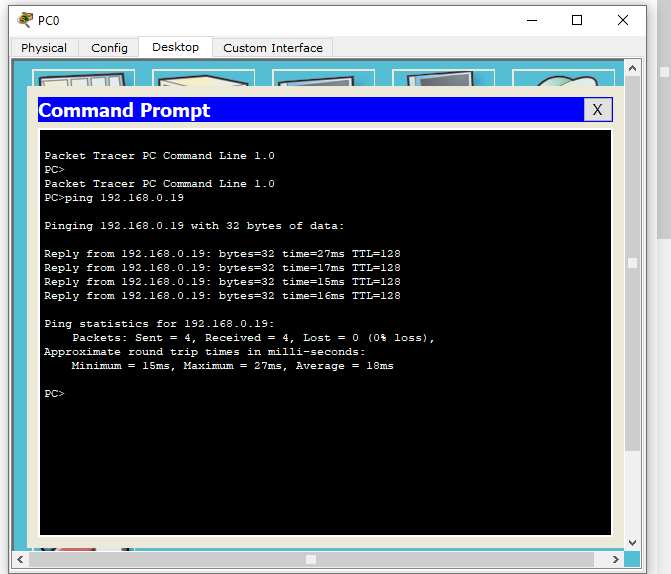 PC0
Physical Config Desktop Custom Interface
Command Prompt X
Packet Tracer PC Command Line 1.0
PC>
Packet Tracer PC Command Line 1.0
PC>ping 192.168.0.19
Pinging 192.168.0.19 with 32 bytes of data:
Reply from 192.168.0.19: bytes=32 time=27ms TTL=128
Reply from 192.168.0.19: bytes=32 time=17ms TTL=128
Reply from 192.168.0.19: bytes=32 time=15ms TTL=128
Reply from 192.168.0.19: bytes=32 time=16ms TTL=128
Ping statistics for 192.168.0.19:
    Packets: Sent = 4, Received = 4, Lost = 0 (0% loss),
Approximate round trip times in milli-seconds:
    Minimum = 15ms, Maximum = 27ms, Average = 18ms
PC>